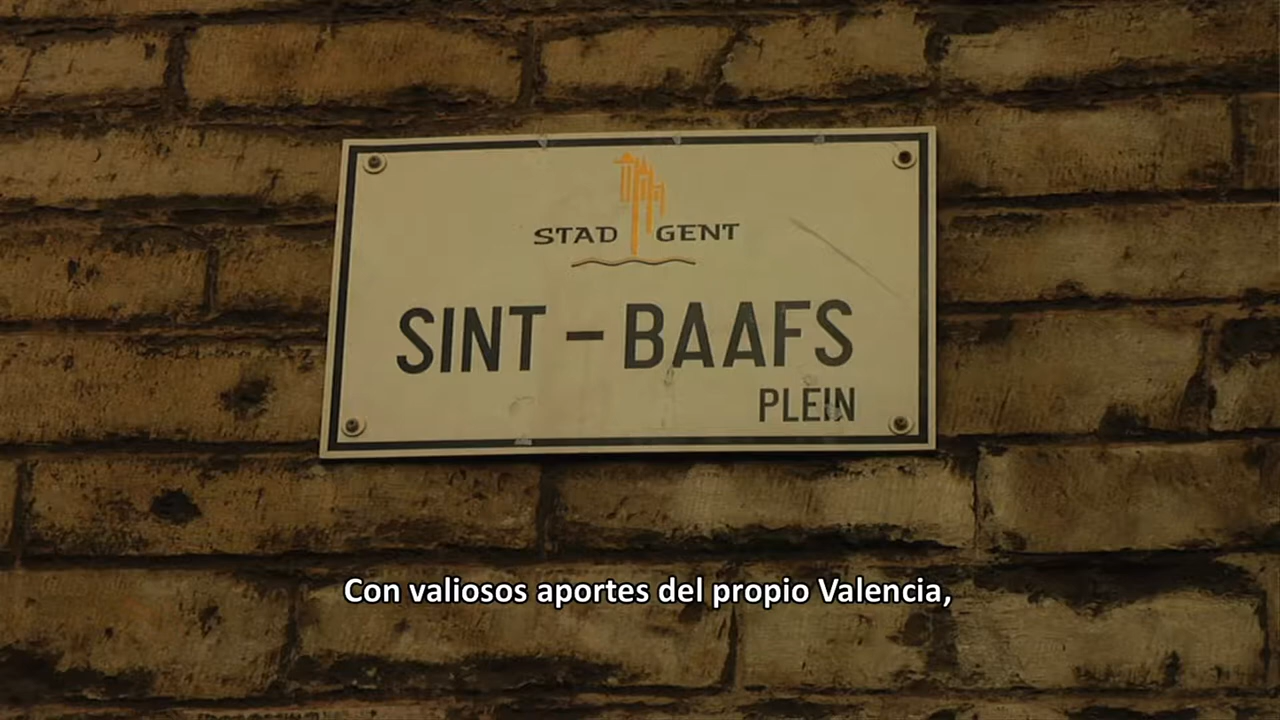 STAD GENT
SINT - BAAFS
PLEIN
Con valiosos aportes del propio Valencia,